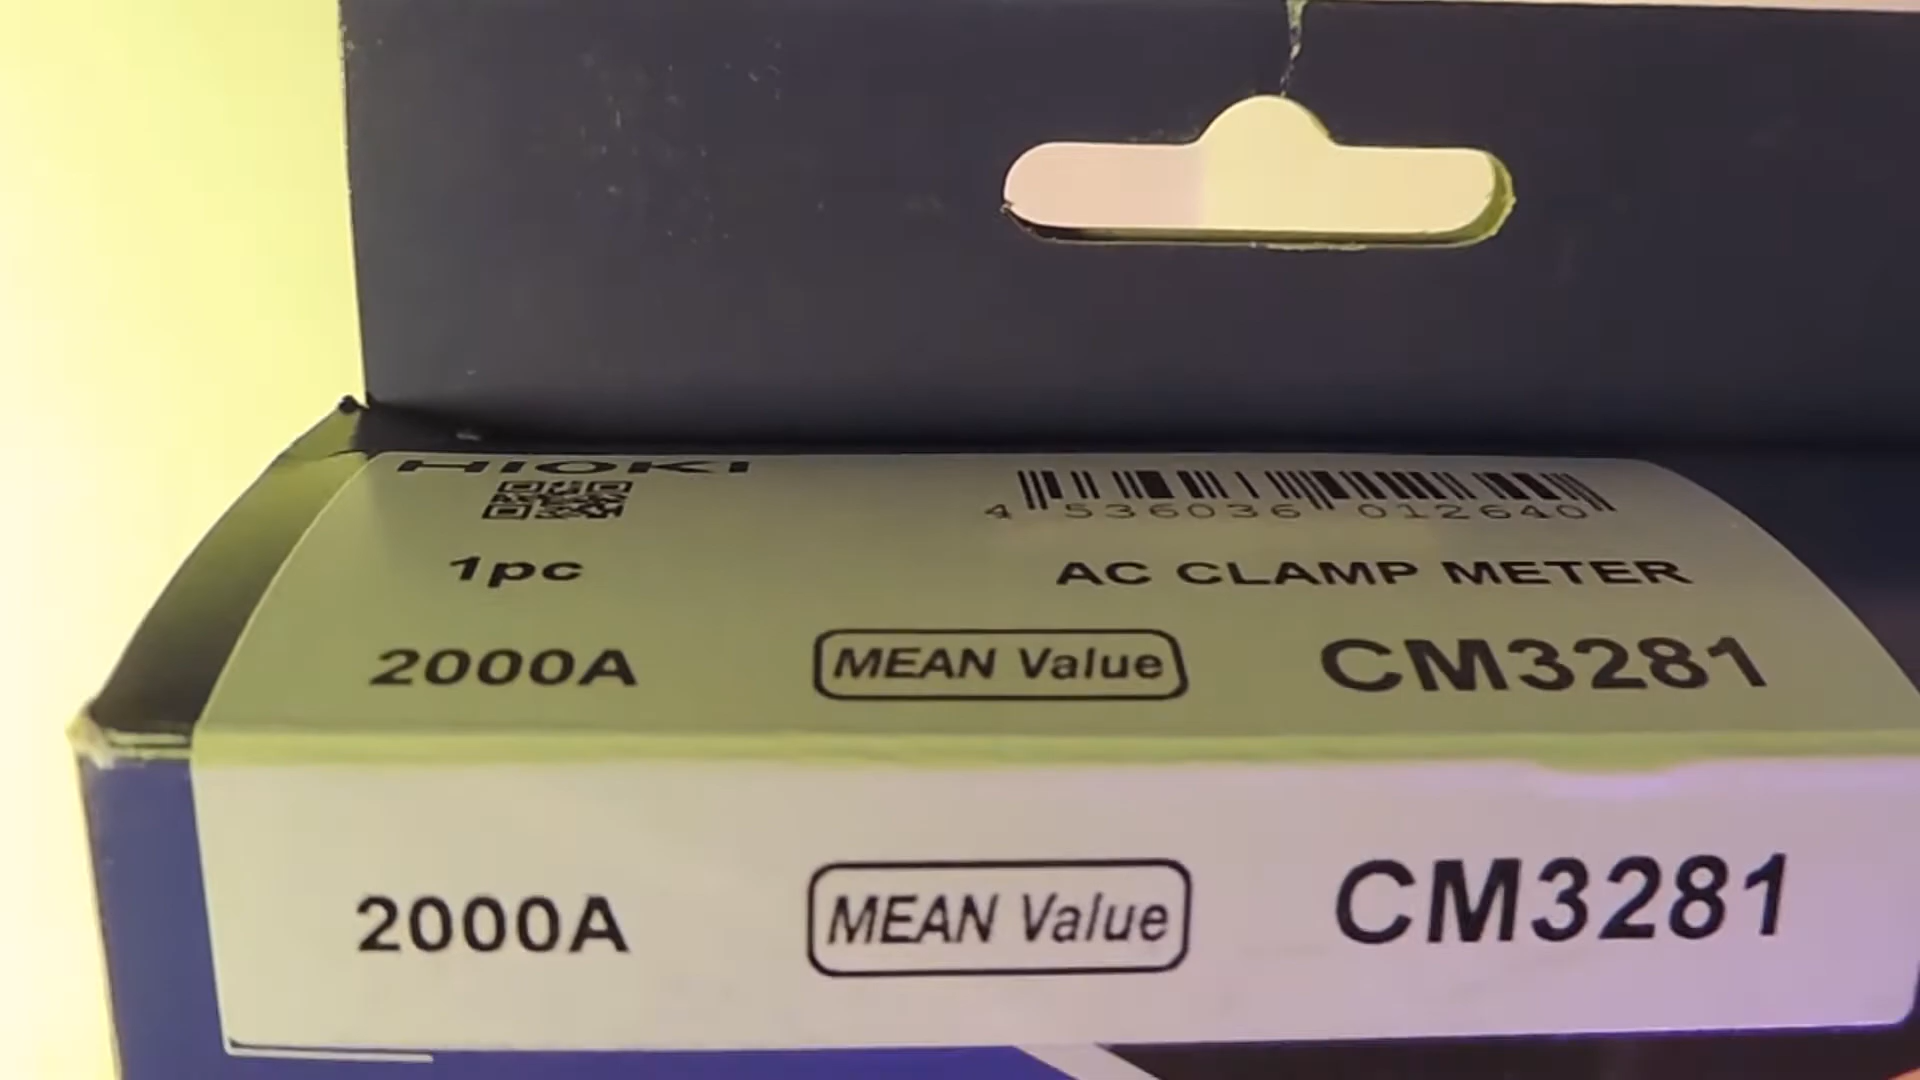 HIOKI
4 536036 012640
1pc AC CLAMP METER
2000A MEAN Value CM3281
2000A MEAN Value CM3281